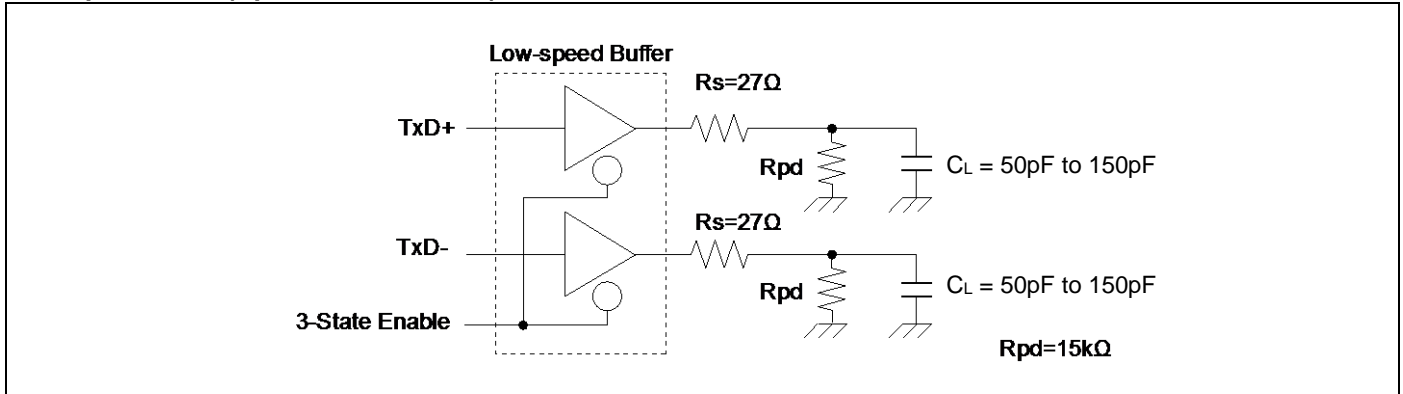 Low-speed Buffer
Rs=27Ω
TxD+
Rpd
CL = 50pF to 150pF
Rs=27Ω
TxD-
Rpd
CL = 50pF to 150pF
3-State Enable
Rpd=15kΩ